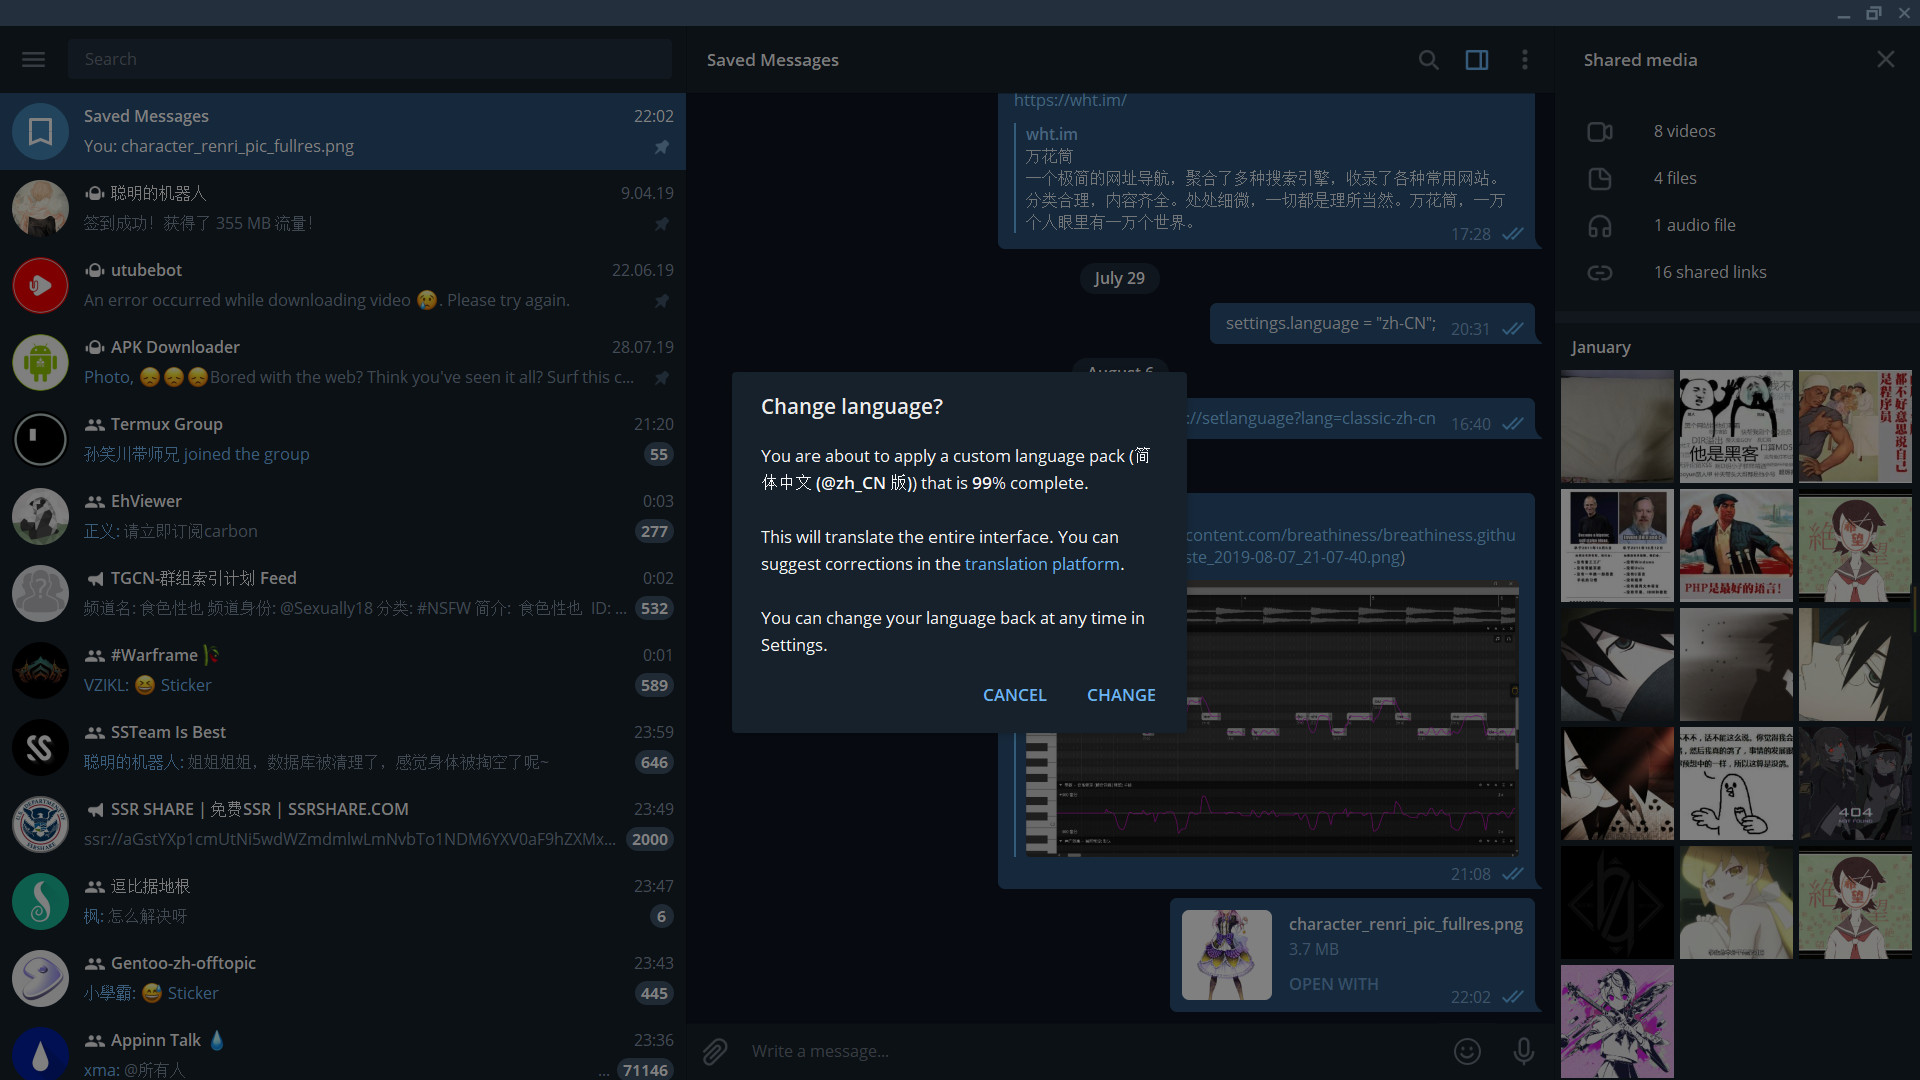 Search
Saved Messages 22:02
You: character_renri_pic_fullres.png
聪明的机器人 9.04.19
签到成功！获得了 355 MB 流量！
utubebot 22.06.19
An error occurred while downloading video 😢. Please try again.
APK Downloader 28.07.19
Photo, 😞😞😞Bored with the web? Think you've seen it all? Surf this c...
Termux Group 21:20
孙笑川带师兄 joined the group 55
EhViewer 0:03
正义: 请立即订阅carbon 277
TGCN-群组索引计划 Feed 0:02
频道名: 食色性也 频道身份: @Sexually18 分类: #NSFW 简介: 食色性也 ID: ... 532
#Warframe 0:01
VZIKL: 😆 Sticker 589
SSTeam Is Best 23:59
聪明的机器人: 姐姐姐姐，数据库被清理了，感觉身体被掏空了呢~ 646
SSR SHARE | 免费SSR | SSRSHARE.COM 23:49
ssr://aGstYXp1cmUtNi5wdWZmdmlwLmNvbTo1NDM6YXV0aF9hZXMx... 2000
逗比据地根 23:47
枫: 怎么解决呀 6
Gentoo-zh-offtopic 23:43
小學霸: 😅 Sticker 445
Appinn Talk 💧 23:36
xma: @所有人 ... 71146
Saved Messages
https://wht.im/
wht.im
万花筒
一个极简的网址导航，聚合了多种搜索引擎，收录了各种常用网站。
分类合理，内容齐全。处处细微，一切都是理所当然。万花筒，一万
个人眼里有一万个世界。
17:28
July 29
settings.language = "zh-CN"; 20:31
August 6
://setlanguage?lang=classic-zh-cn 16:40
Change language?
You are about to apply a custom language pack (简
体中文 (@zh_CN 版)) that is 99% complete.
This will translate the entire interface. You can
suggest corrections in the translation platform.
You can change your language back at any time in
Settings.
CANCEL CHANGE
content.com/breathiness/breathiness.githu
ste_2019-08-07_21-07-40.png)
21:08
character_renri_pic_fullres.png
3.7 MB
OPEN WITH
22:02
Write a message...
Shared media
8 videos
4 files
1 audio file
16 shared links
January
他是黑客
都不好意思说自己
是程序员
PHP是最好的语言!
絶望
404
絶望